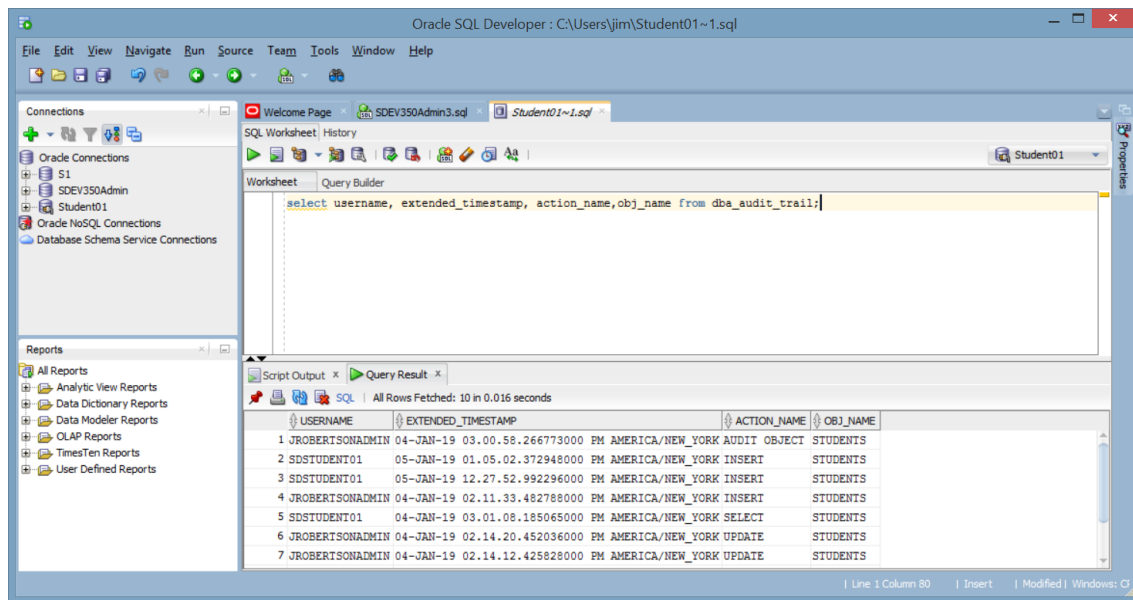 Oracle SQL Developer : C:\Users\jim\Student01~1.sql
File Edit View Navigate Run Source Team Tools Window Help
Connections
Oracle Connections
S1
SDEV350Admin
Student01
Oracle NoSQL Connections
Database Schema Service Connections
Reports
All Reports
Analytic View Reports
Data Dictionary Reports
Data Modeler Reports
OLAP Reports
TimesTen Reports
User Defined Reports
Welcome Page SDEV350Admin3.sql Student01~1.sql
SQL Worksheet History
Student01
Worksheet Query Builder
select username, extended_timestamp, action_name,obj_name from dba_audit_trail;
Script Output Query Result
SQL | All Rows Fetched: 10 in 0.016 seconds
USERNAME EXTENDED_TIMESTAMP ACTION_NAME OBJ_NAME
1 JROBERTSONADMIN 04-JAN-19 03.00.58.266773000 PM AMERICA/NEW_YORK AUDIT OBJECT STUDENTS
2 SDSTUDENT01 05-JAN-19 01.05.02.372948000 PM AMERICA/NEW_YORK INSERT STUDENTS
3 SDSTUDENT01 05-JAN-19 12.27.52.992296000 PM AMERICA/NEW_YORK INSERT STUDENTS
4 JROBERTSONADMIN 04-JAN-19 02.11.33.482788000 PM AMERICA/NEW_YORK INSERT STUDENTS
5 SDSTUDENT01 04-JAN-19 03.01.08.185065000 PM AMERICA/NEW_YORK SELECT STUDENTS
6 JROBERTSONADMIN 04-JAN-19 02.14.20.452036000 PM AMERICA/NEW_YORK UPDATE STUDENTS
7 JROBERTSONADMIN 04-JAN-19 02.14.12.425828000 PM AMERICA/NEW_YORK UPDATE STUDENTS
Properties
| Line 1 Column 80 | Insert | Modified | Windows: